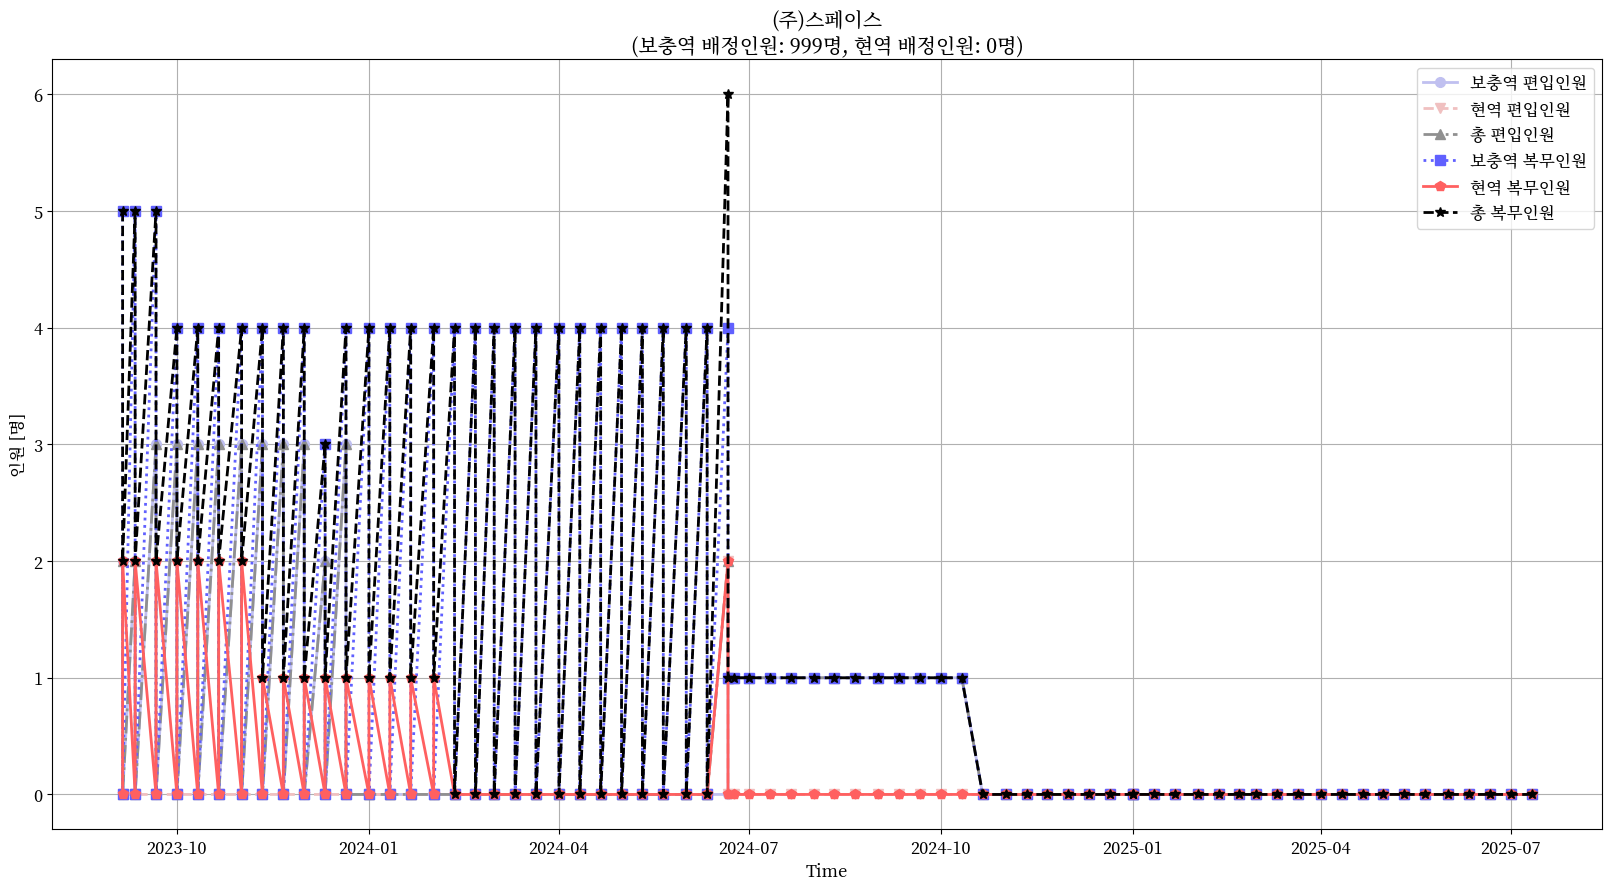 (주)스페이스
(보충역 배정인원: 999명, 현역 배정인원: 0명)
보충역 편입인원
현역 편입인원
총 편입인원
보충역 복무인원
현역 복무인원
총 복무인원
인원 [명]
6
5
4
3
2
1
0
2023-10
2024-01
2024-04
2024-07
2024-10
2025-01
2025-04
2025-07
Time